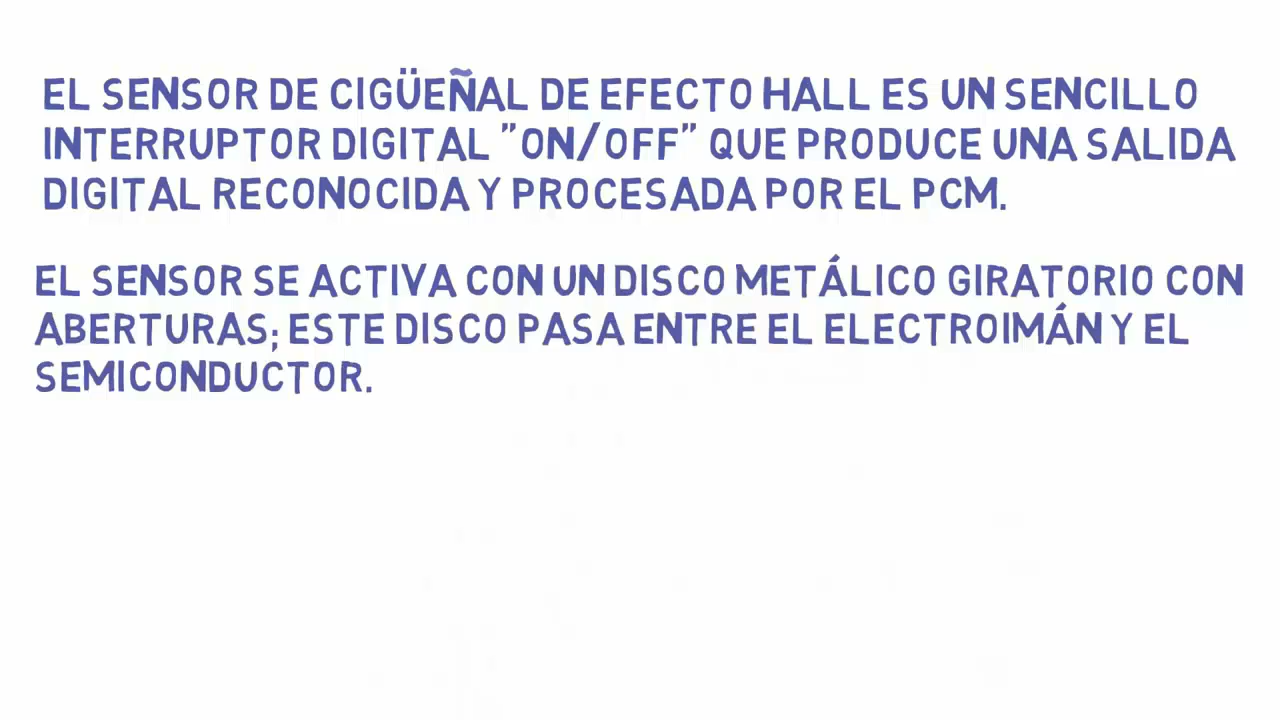 EL SENSOR DE CIGÜEÑAL DE EFECTO HALL ES UN SENCILLO
INTERRUPTOR DIGITAL "ON/OFF" QUE PRODUCE UNA SALIDA
DIGITAL RECONOCIDA Y PROCESADA POR EL PCM.
EL SENSOR SE ACTIVA CON UN DISCO METÁLICO GIRATORIO CON
ABERTURAS; ESTE DISCO PASA ENTRE EL ELECTROIMÁN Y EL
SEMICONDUCTOR.